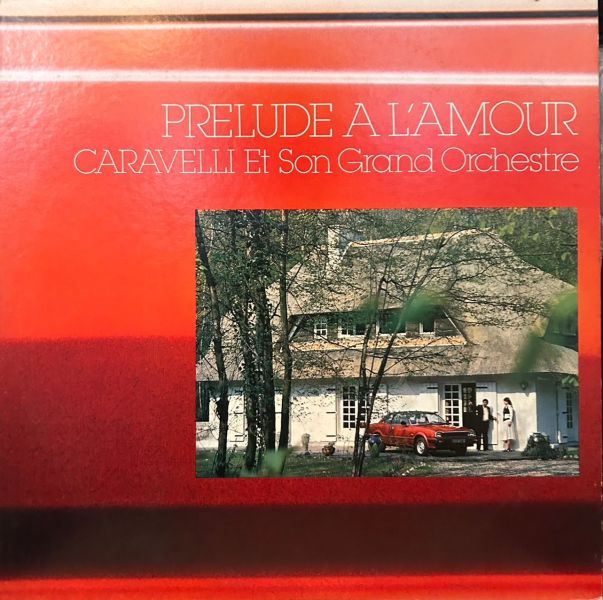 PRELUDE A L'AMOUR
CARAVELLI Et Son Grand Orchestre